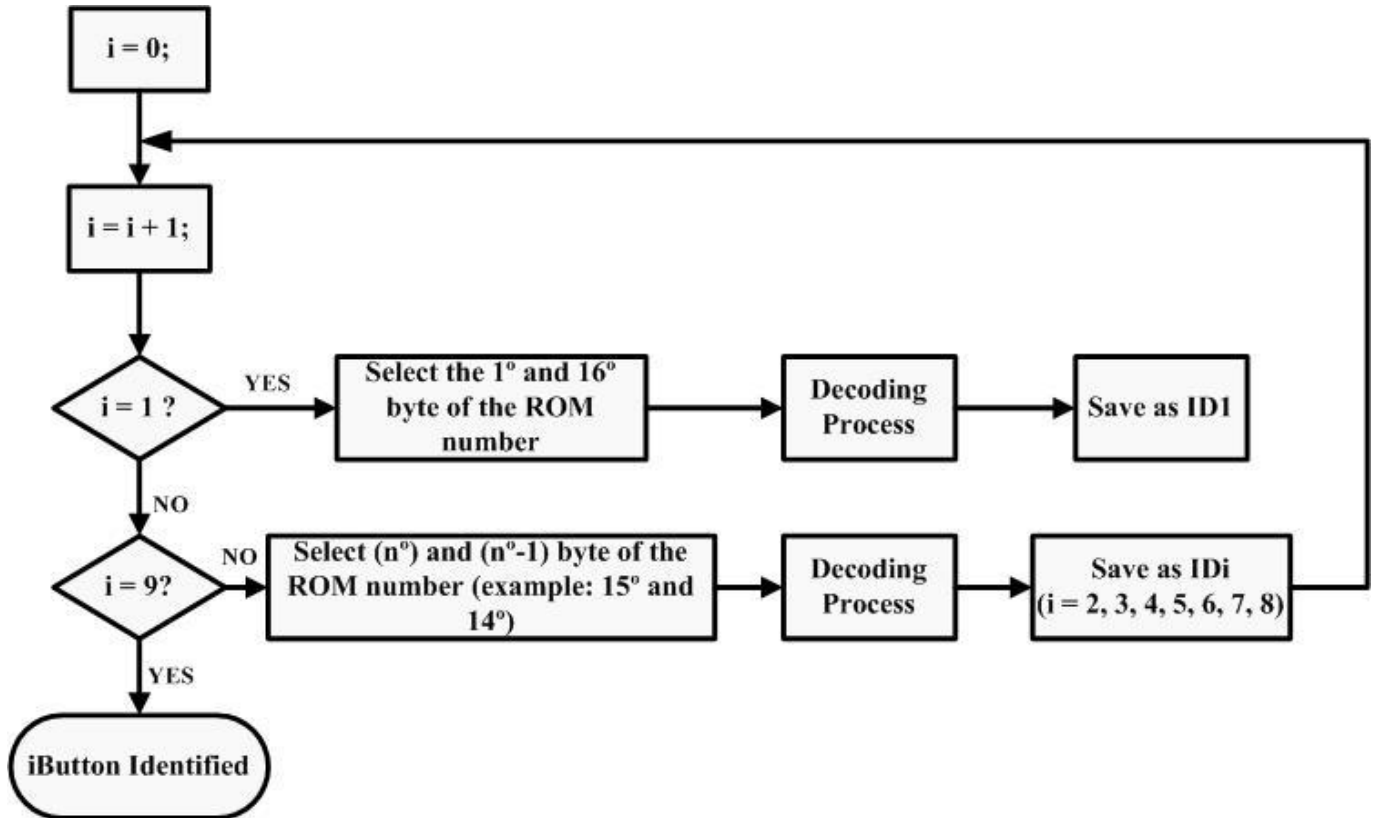 i = 0;
i = i + 1;
i = 1 ?
YES
Select the 1º and 16º
byte of the ROM
number
Decoding
Process
Save as ID1
NO
i = 9?
NO
Select (nº) and (nº-1) byte of the
ROM number (example: 15º and
14º)
Decoding
Process
Save as IDi
(i = 2, 3, 4, 5, 6, 7, 8)
YES
iButton Identified